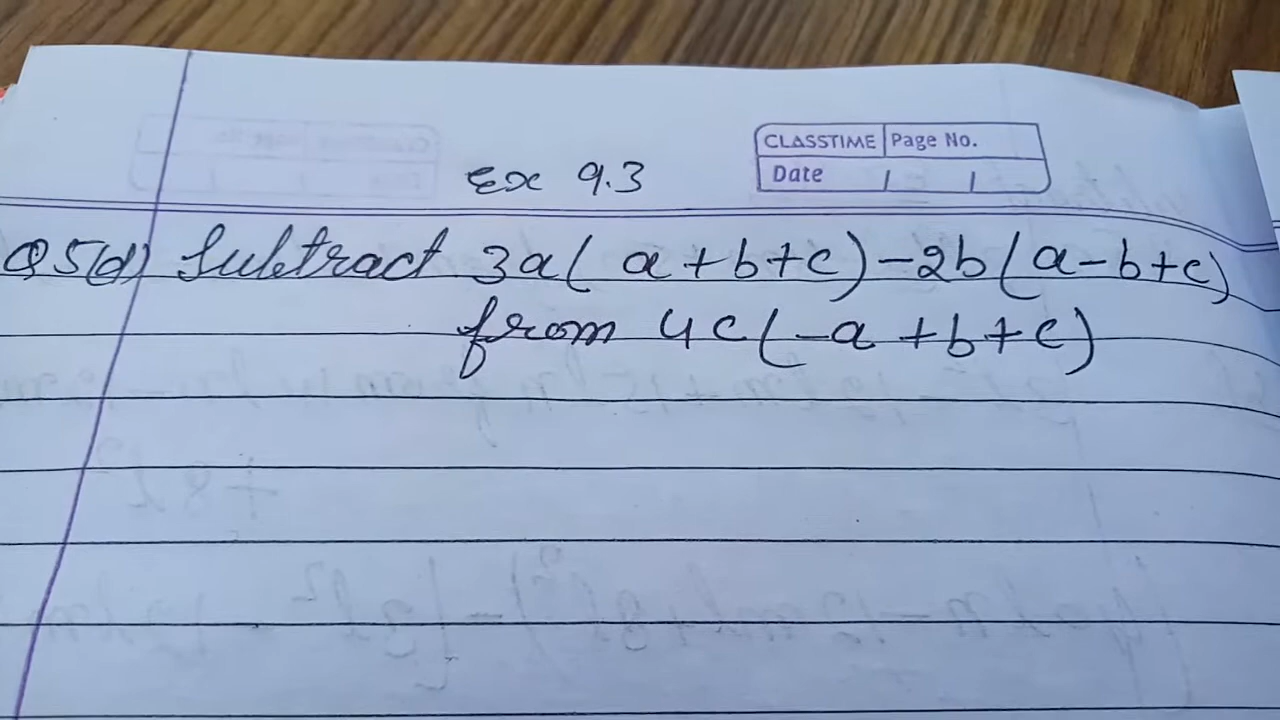 CLASSTIME Page No.
Date
Ex 9.3
Q5(d) Subtract 3a(a+b+c)-2b(a-b+c)
from 4c(-a+b+c)